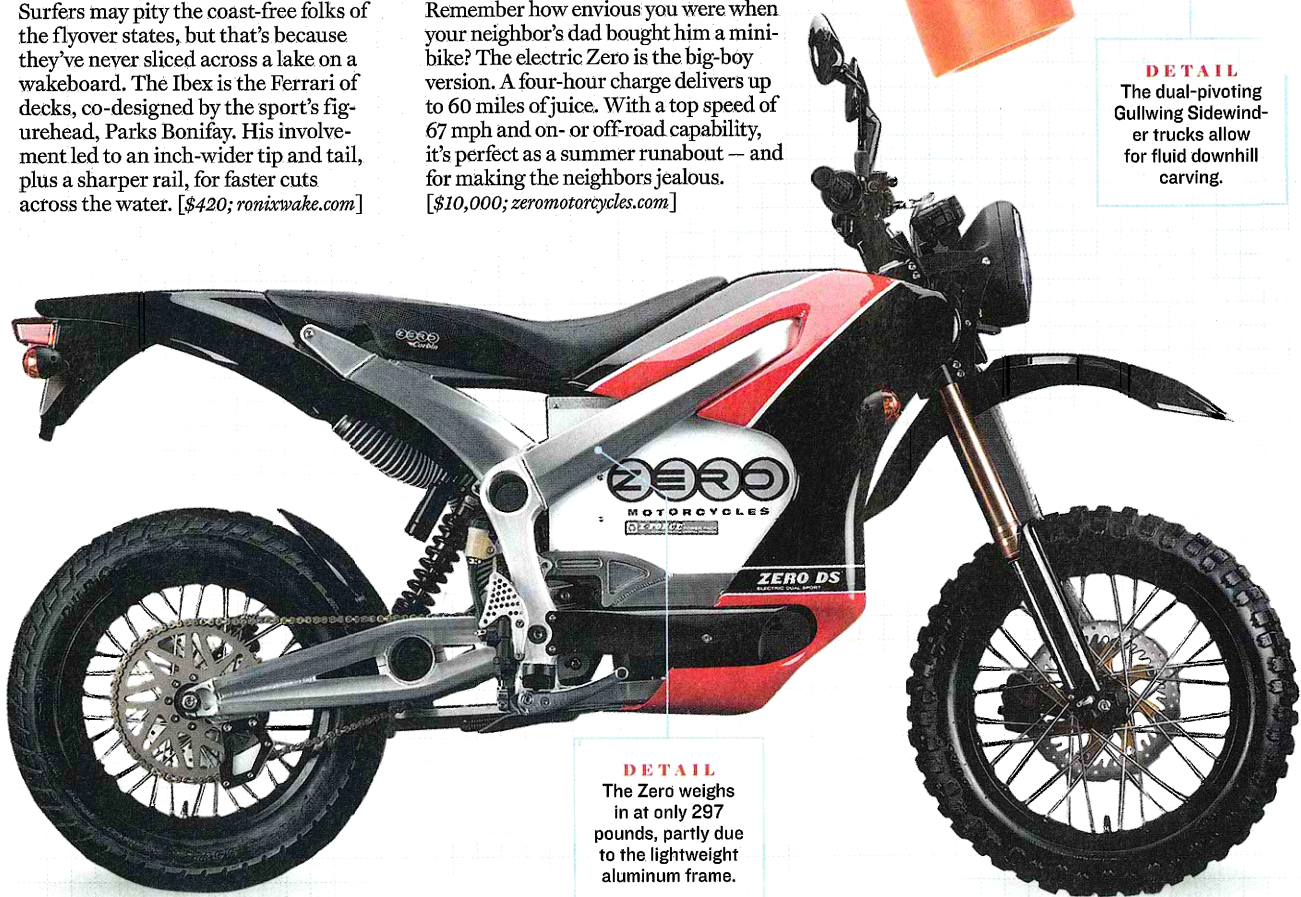 Surfers may pity the coast-free folks of
the flyover states, but that's because
they've never sliced across a lake on a
wakeboard. The Ibex is the Ferrari of
decks, co-designed by the sport's fig-
urehead, Parks Bonifay. His involve-
ment led to an inch-wider tip and tail,
plus a sharper rail, for faster cuts
across the water. [$420; ronixwake.com]
Remember how envious you were when
your neighbor's dad bought him a mini-
bike? The electric Zero is the big-boy
version. A four-hour charge delivers up
to 60 miles of juice. With a top speed of
67 mph and on- or off-road capability,
it's perfect as a summer runabout — and
for making the neighbors jealous.
[$10,000; zeromotorcycles.com]
DETAIL
The dual-pivoting
Gullwing Sidewind-
er trucks allow
for fluid downhill
carving.
ZERO
Corbin
ZERO
MOTORCYCLES
Z-FORCE
ZERO DS
ELECTRIC DUAL SPORT
DETAIL
The Zero weighs
in at only 297
pounds, partly due
to the lightweight
aluminum frame.